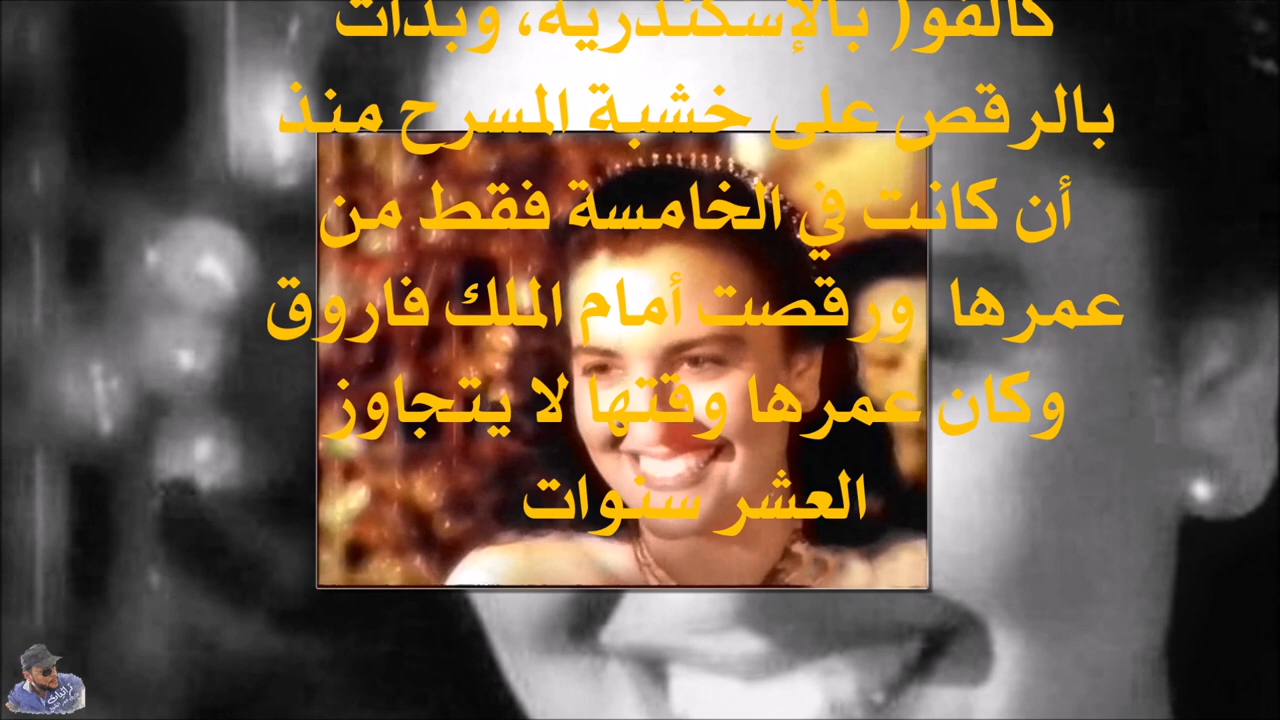 كالفو( بالإسكندرية، وبدأت
بالرقص على خشبة المسرح منذ
أن كانت في الخامسة فقط من
عمرها ورقصت أمام الملك فاروق
وكان عمرها وقتها لا يتجاوز
العشر سنوات